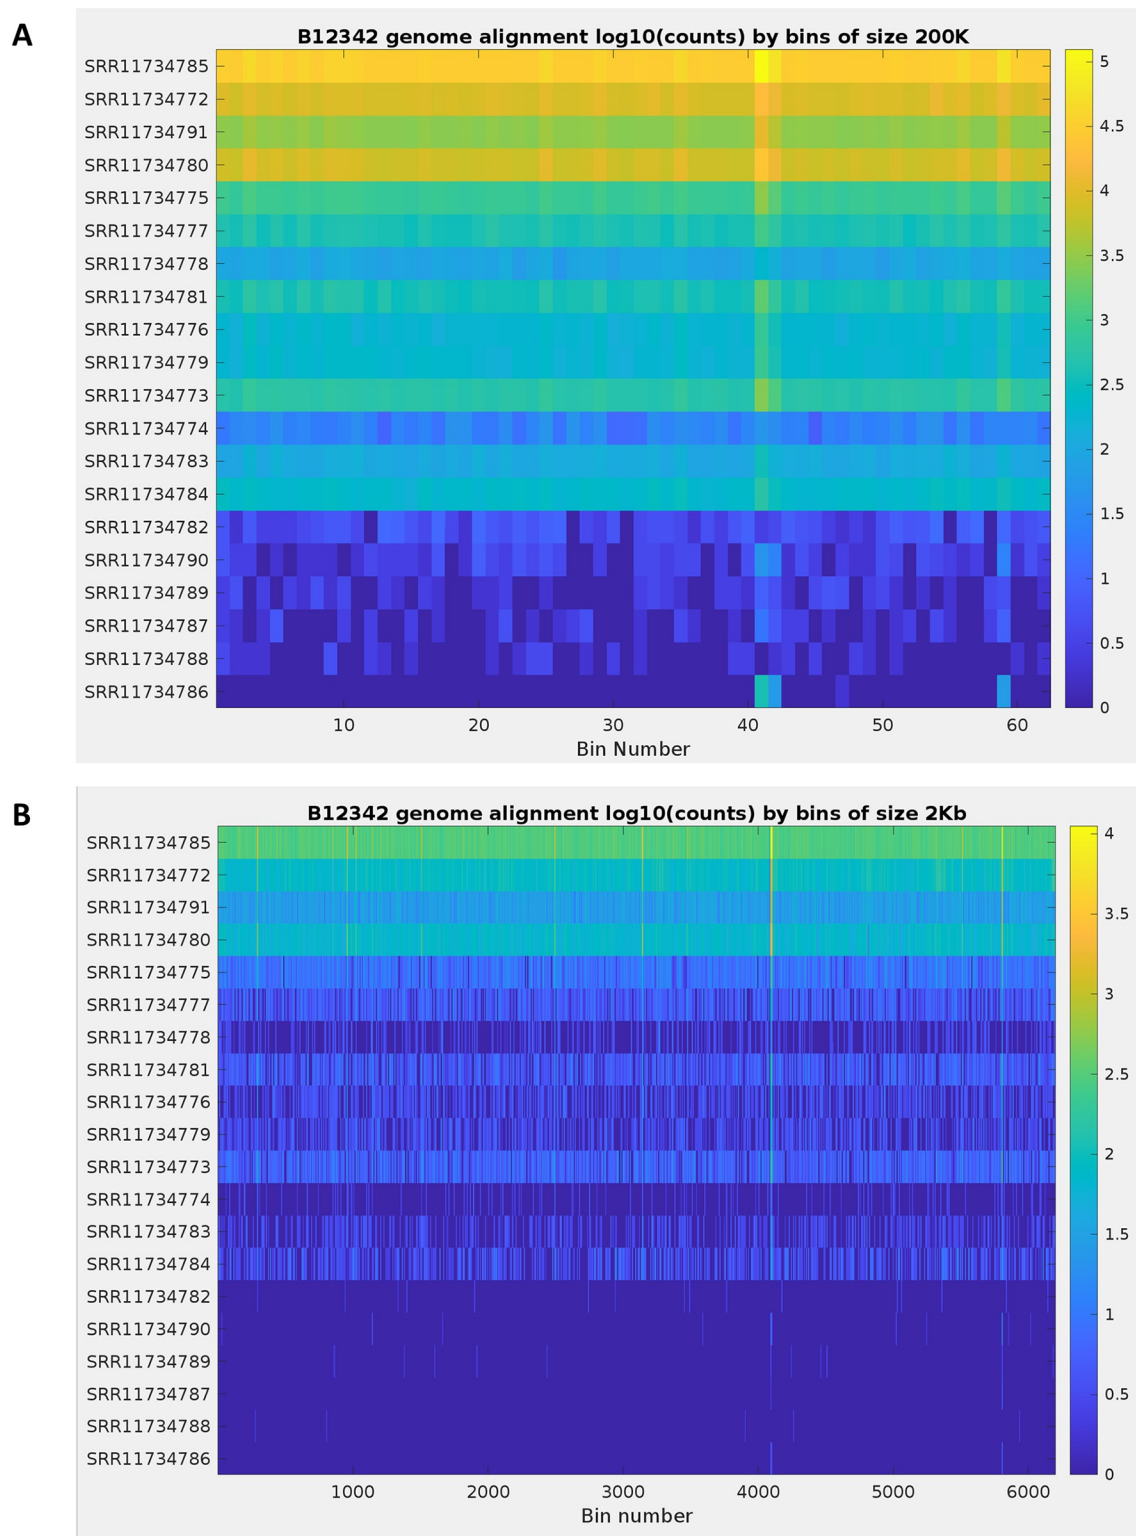 A
B12342 genome alignment log10(counts) by bins of size 200K
SRR11734785
SRR11734772
SRR11734791
SRR11734780
SRR11734775
SRR11734777
SRR11734778
SRR11734781
SRR11734776
SRR11734779
SRR11734773
SRR11734774
SRR11734783
SRR11734784
SRR11734782
SRR11734790
SRR11734789
SRR11734787
SRR11734788
SRR11734786
5
4.5
4
3.5
3
2.5
2
1.5
1
0.5
0
10 20 30 40 50 60
Bin Number
B
B12342 genome alignment log10(counts) by bins of size 2Kb
SRR11734785
SRR11734772
SRR11734791
SRR11734780
SRR11734775
SRR11734777
SRR11734778
SRR11734781
SRR11734776
SRR11734779
SRR11734773
SRR11734774
SRR11734783
SRR11734784
SRR11734782
SRR11734790
SRR11734789
SRR11734787
SRR11734788
SRR11734786
4
3.5
3
2.5
2
1.5
1
0.5
0
1000 2000 3000 4000 5000 6000
Bin number